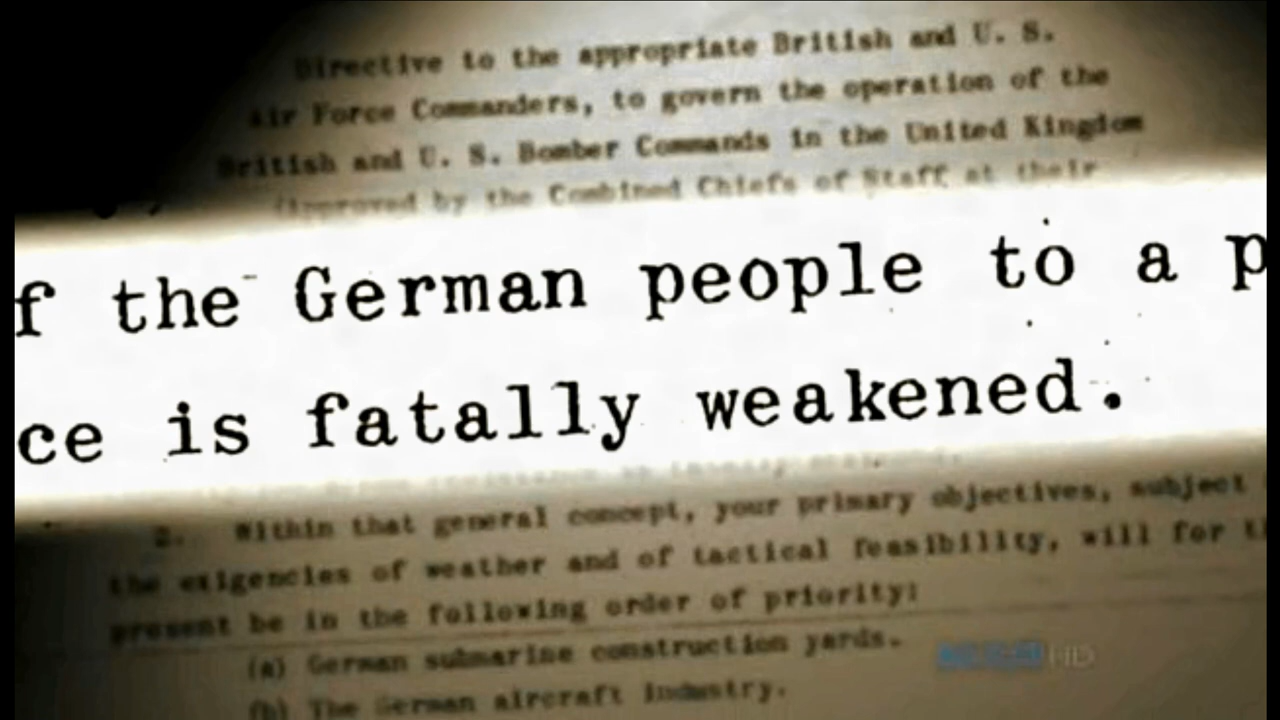 Directive to the appropriate British and U. S.
Air Force Commanders, to govern the operation of the
British and U. S. Bomber Commands in the United Kingdom
(Approved by the Combined Chiefs of Staff at their
f the German people to a p
ce is fatally weakened.
2. Within that general concept, your primary objectives, subject
the exigencies of weather and of tactical feasibility, will for th
present be in the following order of priority:
(a) German submarine construction yards.
(b) The German aircraft industry.
HD